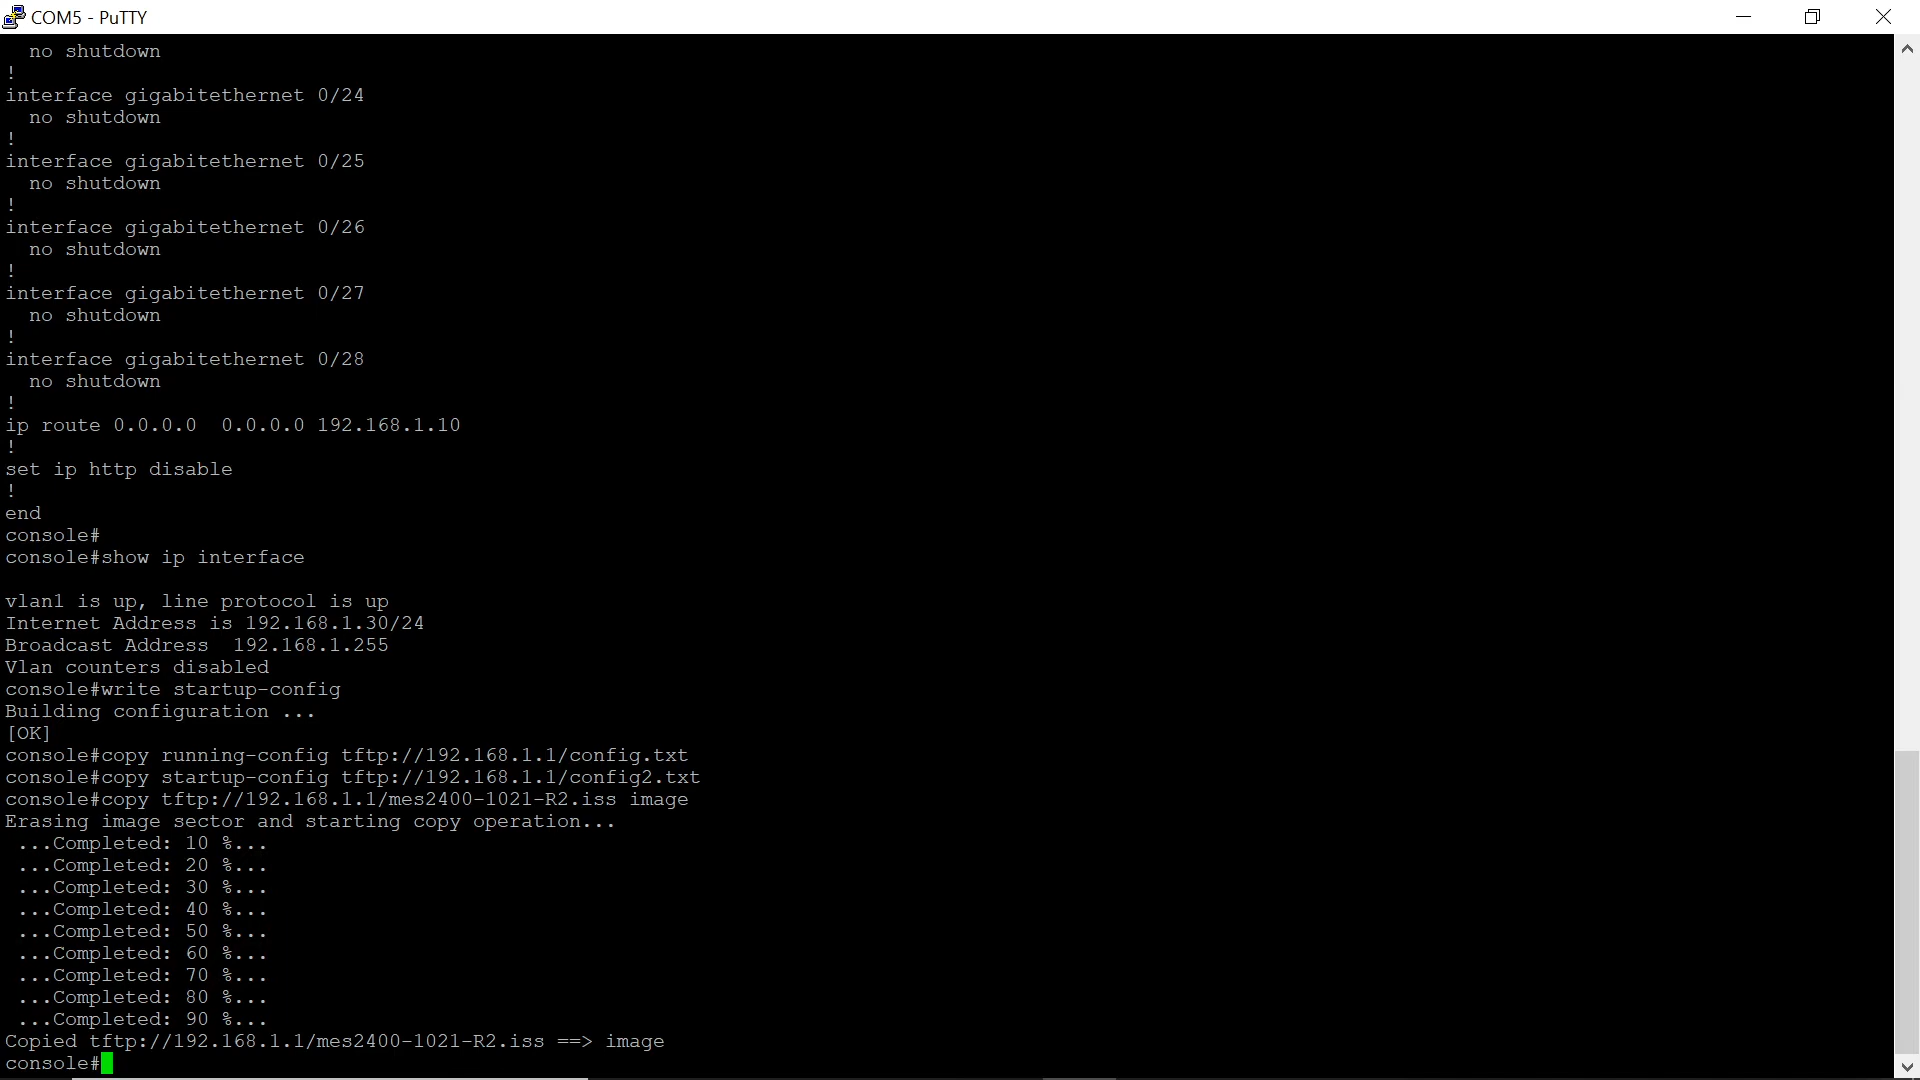 COM5 - PuTTY
  no shutdown
!
interface gigabitethernet 0/24
  no shutdown
!
interface gigabitethernet 0/25
  no shutdown
!
interface gigabitethernet 0/26
  no shutdown
!
interface gigabitethernet 0/27
  no shutdown
!
interface gigabitethernet 0/28
  no shutdown
!
ip route 0.0.0.0  0.0.0.0 192.168.1.10
!
set ip http disable
!
end
console#
console#show ip interface

vlan1 is up, line protocol is up
Internet Address is 192.168.1.30/24
Broadcast Address  192.168.1.255
Vlan counters disabled
console#write startup-config
Building configuration ...
[OK]
console#copy running-config tftp://192.168.1.1/config.txt
console#copy startup-config tftp://192.168.1.1/config2.txt
console#copy tftp://192.168.1.1/mes2400-1021-R2.iss image
Erasing image sector and starting copy operation...
 ...Completed: 10 %...
 ...Completed: 20 %...
 ...Completed: 30 %...
 ...Completed: 40 %...
 ...Completed: 50 %...
 ...Completed: 60 %...
 ...Completed: 70 %...
 ...Completed: 80 %...
 ...Completed: 90 %...
Copied tftp://192.168.1.1/mes2400-1021-R2.iss ==> image
console#